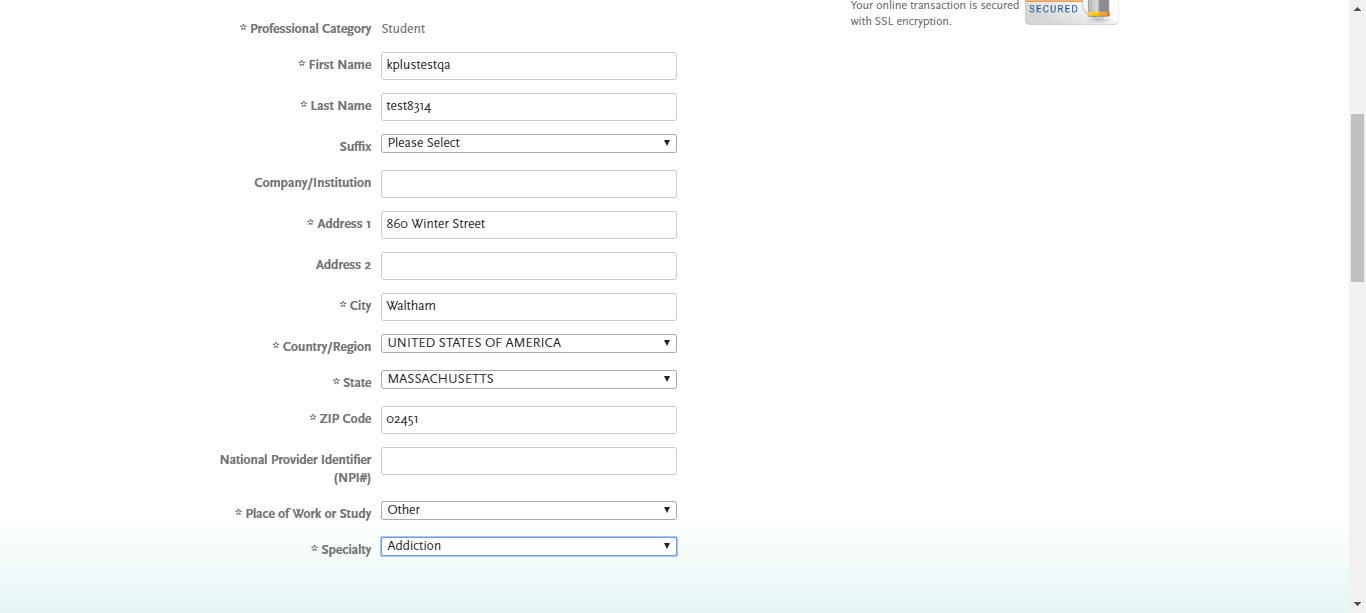 Your online transaction is secured
with SSL encryption.
SECURED
* Professional Category Student
* First Name kplustestqa
* Last Name test8314
Suffix Please Select
Company/Institution
* Address 1 860 Winter Street
Address 2
* City Waltham
* Country/Region UNITED STATES OF AMERICA
* State MASSACHUSETTS
* ZIP Code 02451
National Provider Identifier
(NPI#)
* Place of Work or Study Other
* Specialty Addiction